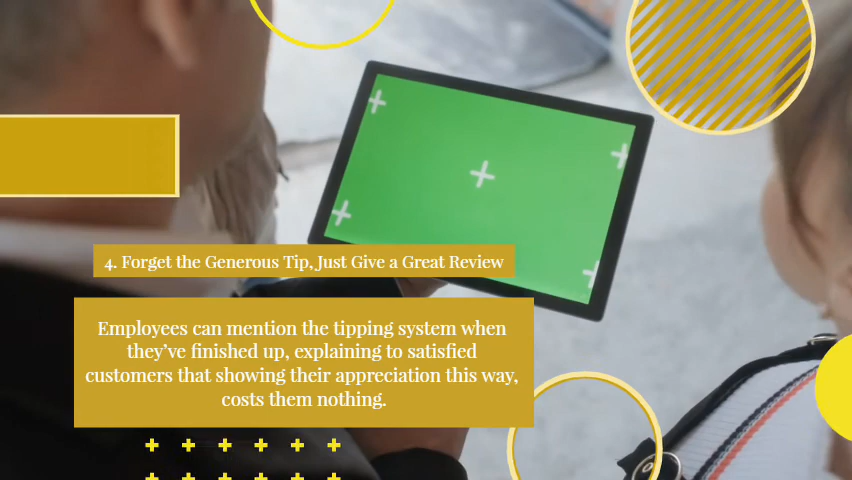 4. Forget the Generous Tip, Just Give a Great Review
Employees can mention the tipping system when
they've finished up, explaining to satisfied
customers that showing their appreciation this way,
costs them nothing.